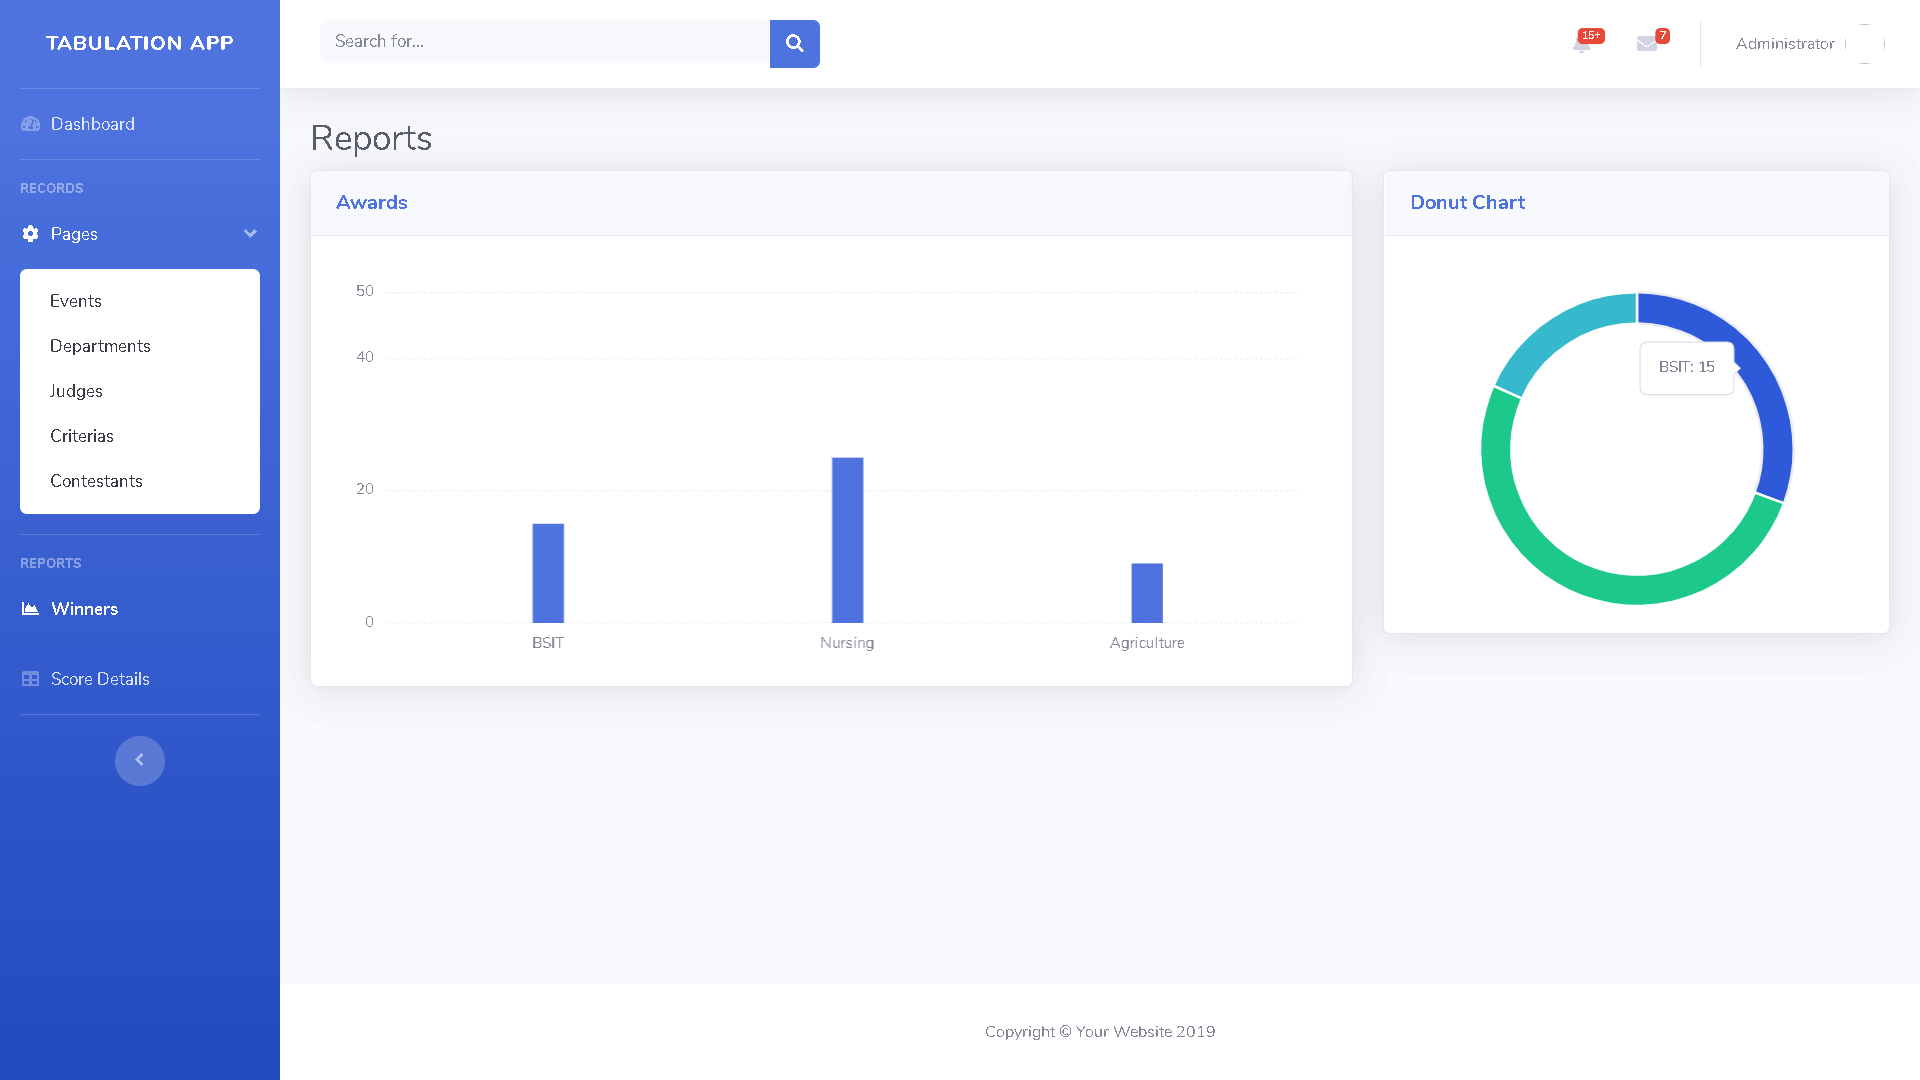 TABULATION APP
Dashboard
RECORDS
Pages
Events
Departments
Judges
Criterias
Contestants
REPORTS
Winners
Score Details
Search for...
15+
7
Administrator
Reports
Awards
50
40
20
0
BSIT
Nursing
Agriculture
Donut Chart
BSIT: 15
Copyright © Your Website 2019